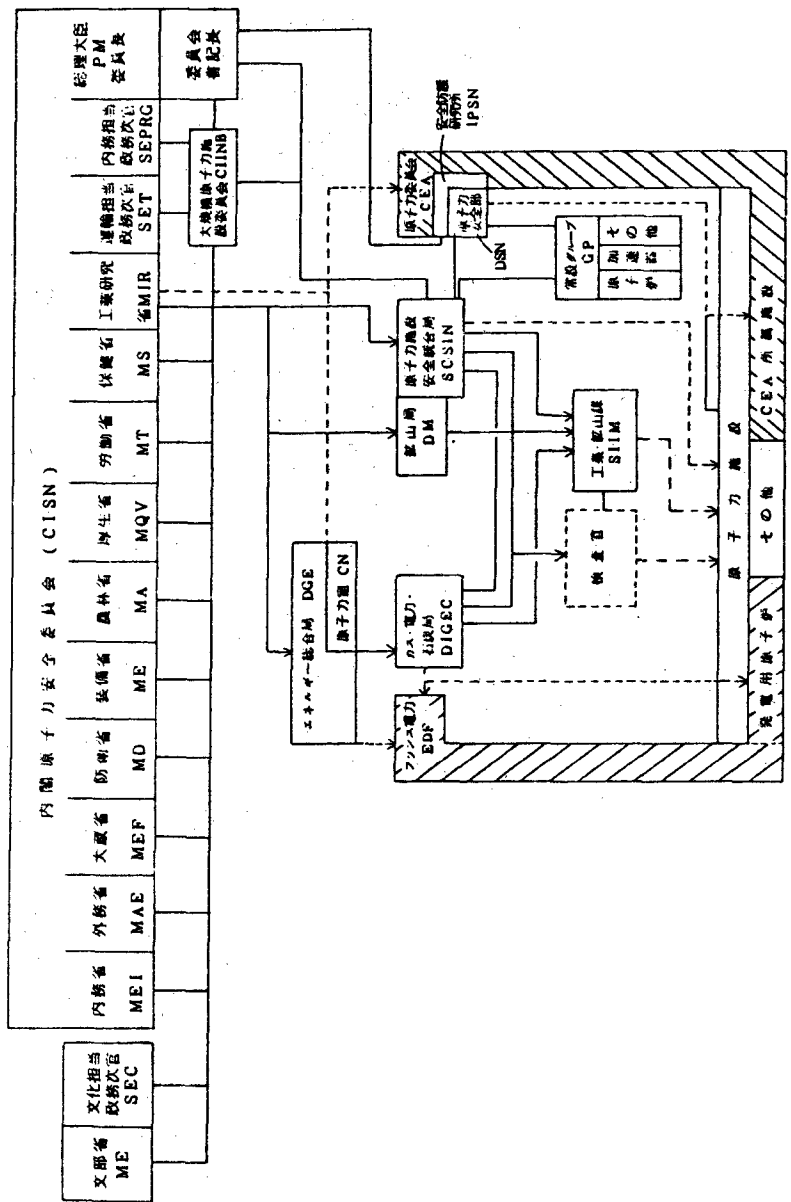 内閣原子力安全委員会(CISN)
文部省
ME
文化担当
政務次官
SEC
内務省
MEI
外務省
MAE
大蔵省
MEF
防衛省
MD
装備省
ME
農林省
MA
厚生省
MQV
労働省
MT
保健省
MS
工業研究
省MIR
運輸担当
政務次官
SET
内務担当
政務次官
SEPRG
総理大臣
PM
委員長
委員会
書記長
大規模原子力施
設委員会CIINB
エネルギー総合局 DGE
原子力室 CN
フランス電力
EDF
ガス・電力・
石炭局
DIGEC
鉱山局
DM
原子力施設
安全統合局
SCSIN
原子力委員会
CEA
安全防護
研究所
IPSN
原子力
安全部
DSN
常設グループ
GP
原子炉
加速器
その他
検査官
工業・鉱山課
SIIM
原子力施設
発電用原子炉
その他
CEA所属施設